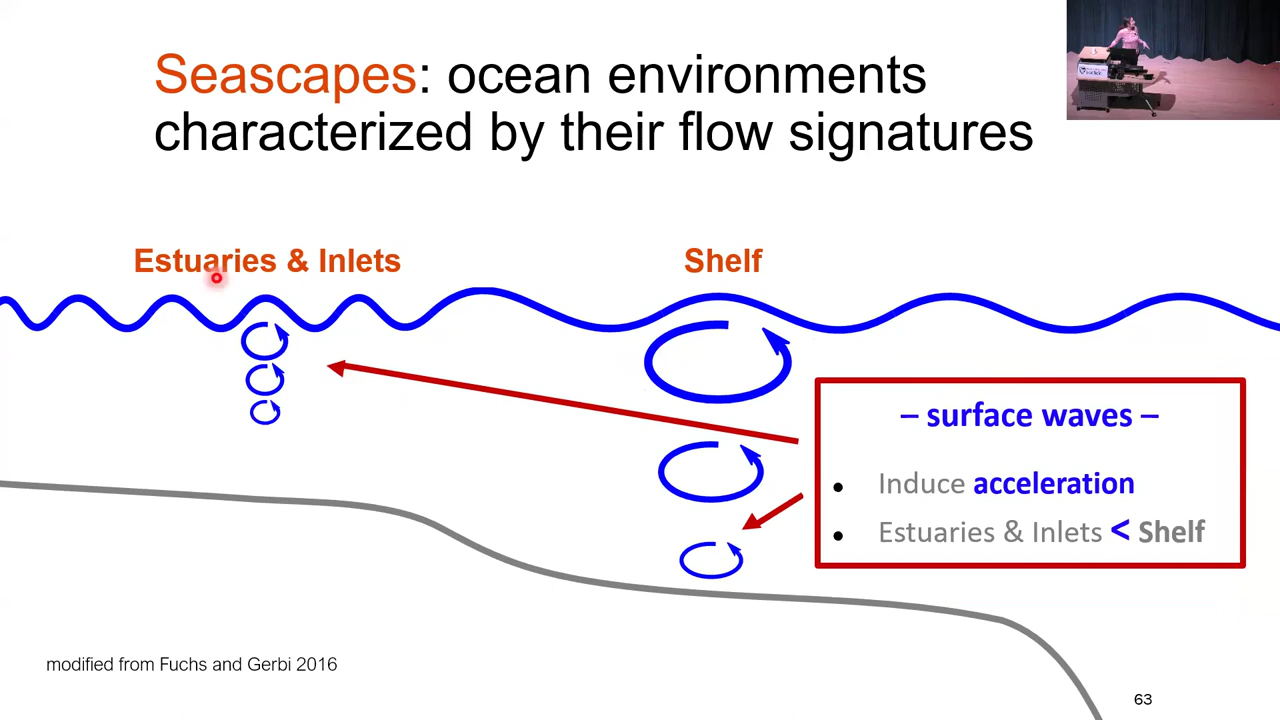 Seascapes: ocean environments
characterized by their flow signatures
Estuaries & Inlets
Shelf
– surface waves –
• Induce acceleration
• Estuaries & Inlets < Shelf
modified from Fuchs and Gerbi 2016
63